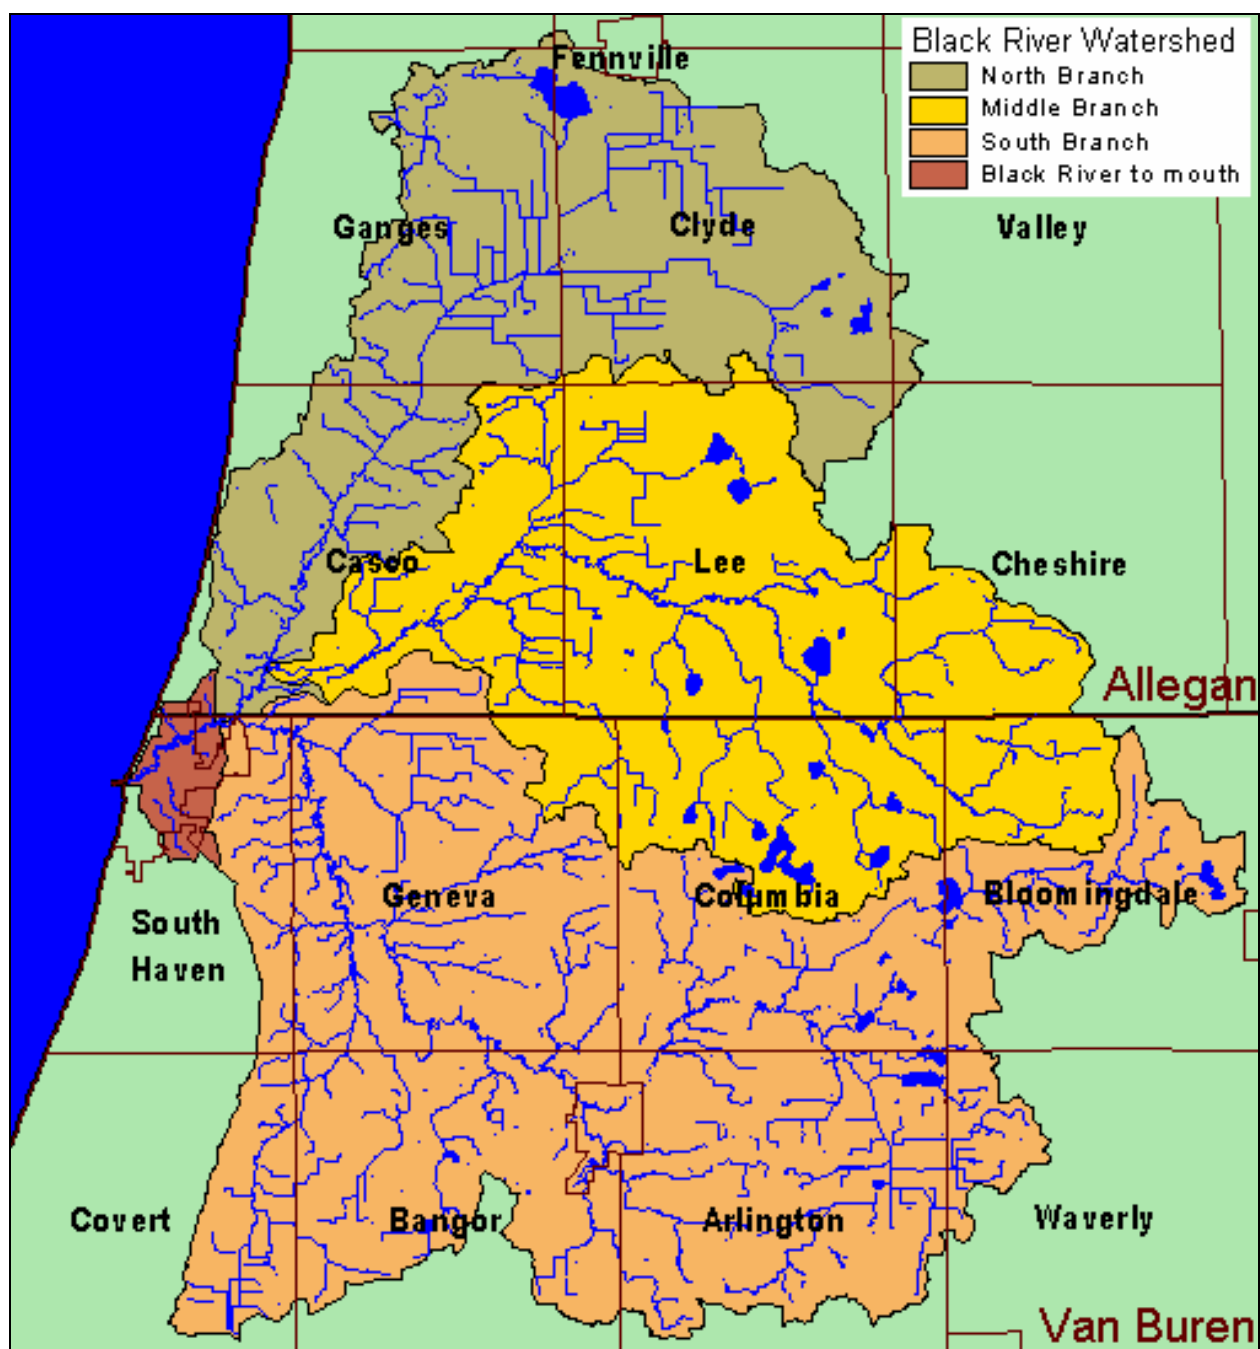 Black River Watershed
North Branch
Middle Branch
South Branch
Black River to mouth
Fennville
Ganges
Clyde
Valley
Casco
Lee
Cheshire
Allegan
Geneva
Columbia
Bloomingdale
South
Haven
Covert
Bangor
Arlington
Waverly
Van Buren